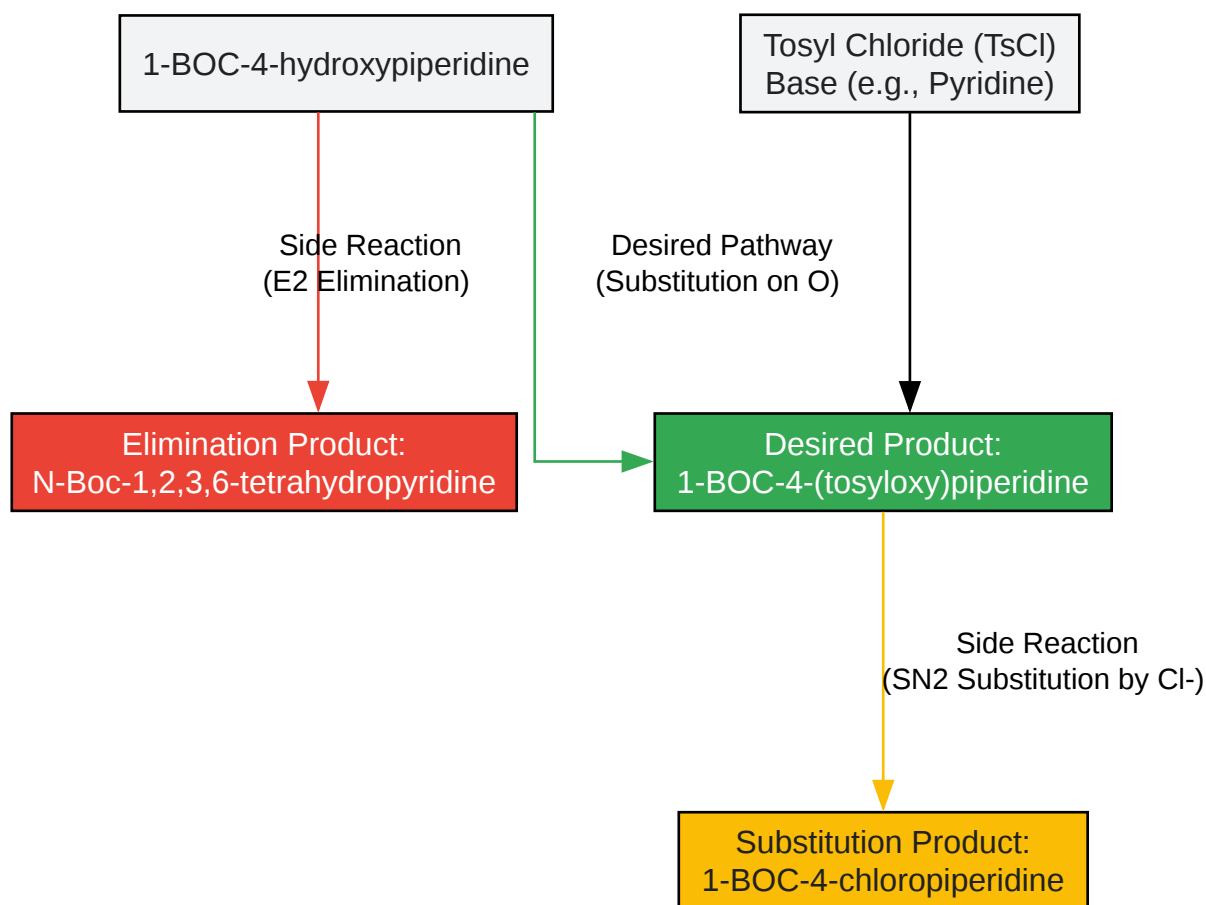 1-BOC-4-hydroxypiperidine
Tosyl Chloride (TsCl)
Base (e.g., Pyridine)
Side Reaction
(E2 Elimination)
Desired Pathway
(Substitution on O)
Elimination Product:
N-Boc-1,2,3,6-tetrahydropyridine
Desired Product:
1-BOC-4-(tosyloxy)piperidine
Side Reaction
(SN2 Substitution by Cl-)
Substitution Product:
1-BOC-4-chloropiperidine